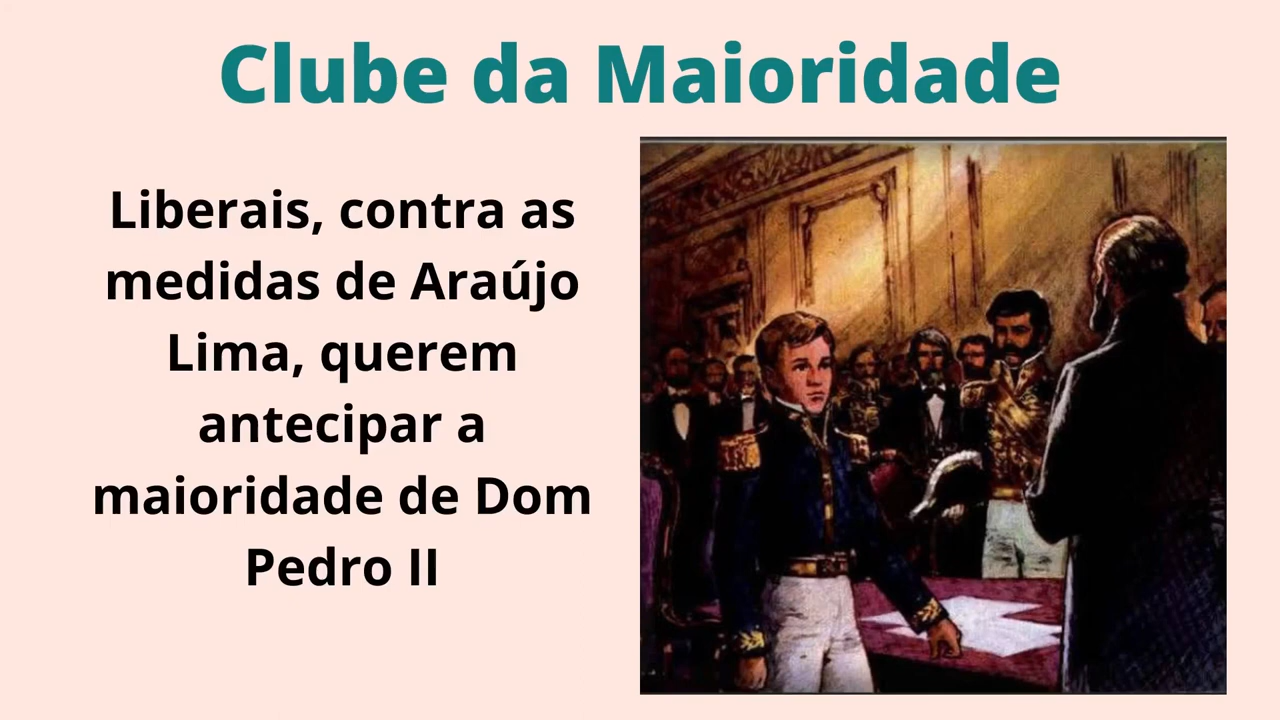 Clube da Maioridade
Liberais, contra as
medidas de Araújo
Lima, querem
antecipar a
maioridade de Dom
Pedro II